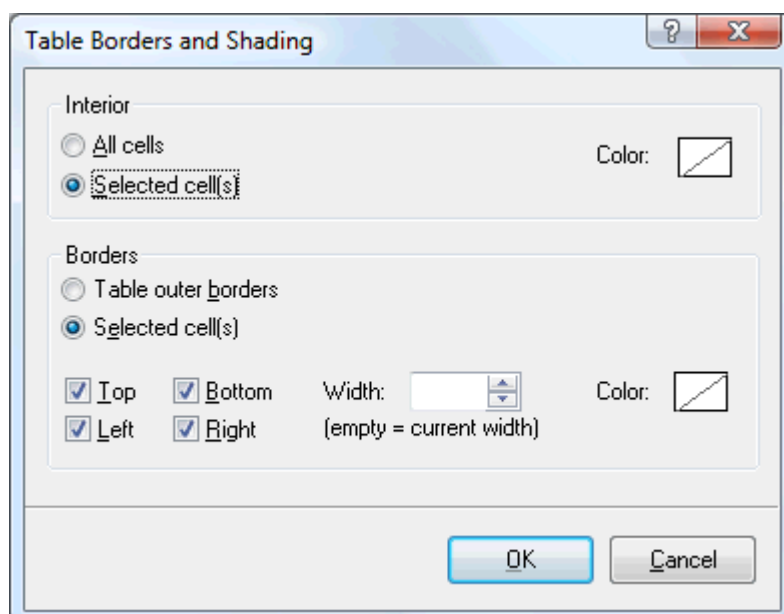 Table Borders and Shading
Interior
All cells
Color:
Selected cell(s)
Borders
Table outer borders
Selected cell(s)
Top Bottom Width: Color:
Left Right (empty = current width)
OK Cancel